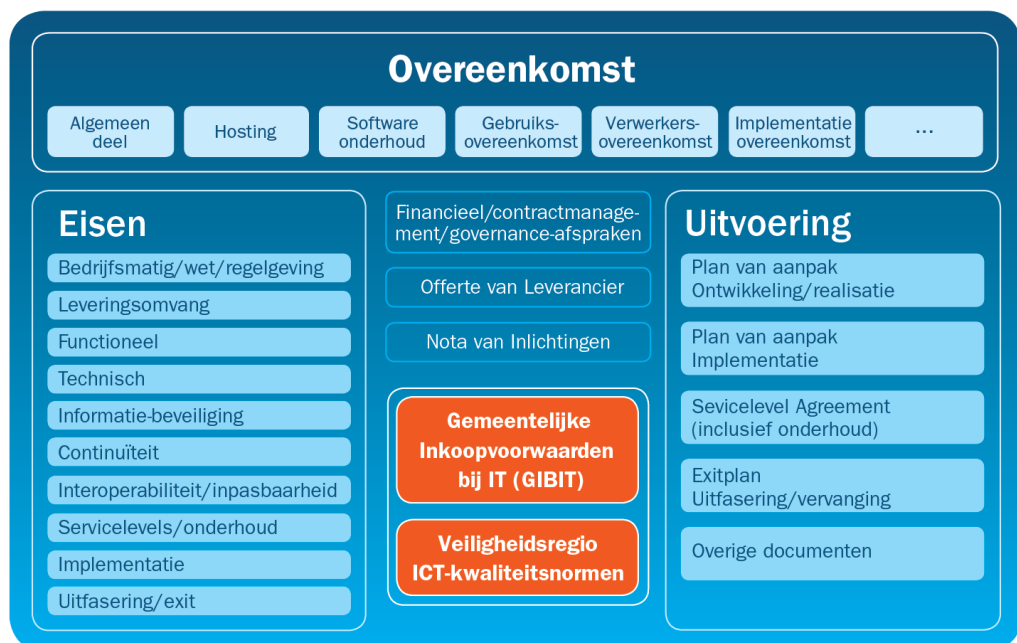 Overeenkomst
Algemeen
deel
Hosting
Software
onderhoud
Gebruiks-
overeenkomst
Verwerkers-
overeenkomst
Implementatie
overeenkomst
...
Eisen
Bedrijfsmatig/wet/regelgeving
Leveringsomvang
Functioneel
Technisch
Informatie-beveiliging
Continuïteit
Interoperabiliteit/inpasbaarheid
Servicelevels/onderhoud
Implementatie
Uitfasering/exit
Financieel/contractmanage-
ment/governance-afspraken
Offerte van Leverancier
Nota van Inlichtingen
Gemeentelijke
Inkoopvoorwaarden
bij IT (GIBIT)
Veiligheidsregio
ICT-kwaliteitsnormen
Uitvoering
Plan van aanpak
Ontwikkeling/realisatie
Plan van aanpak
Implementatie
Sevicelevel Agreement
(inclusief onderhoud)
Exitplan
Uitfasering/vervanging
Overige documenten